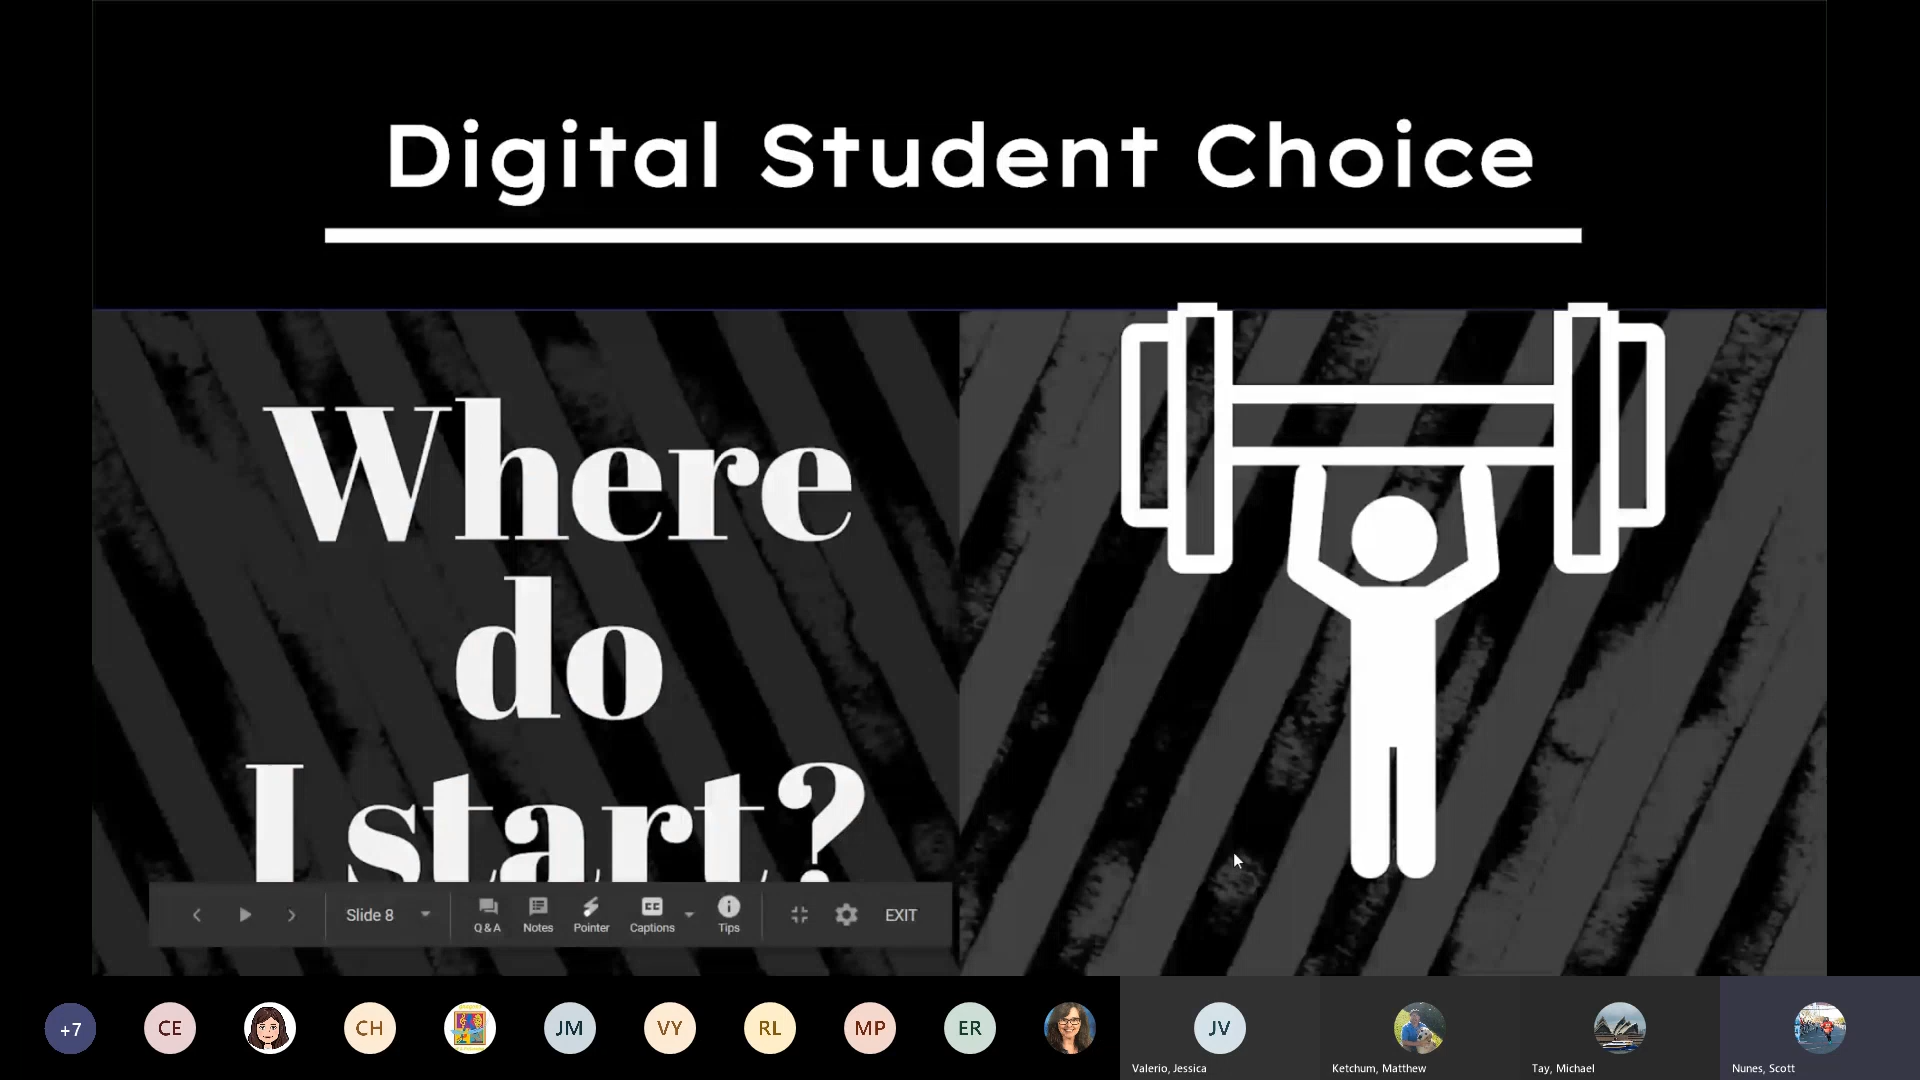 Digital Student Choice
Where
do
I start?
Slide 8
Q & A
Notes
Pointer
CC
Captions
Tips
EXIT
+7
CE
CH
JM
VY
RL
MP
ER
JV
Valerio, Jessica
Ketchum, Matthew
Tay, Michael
Nunes, Scott